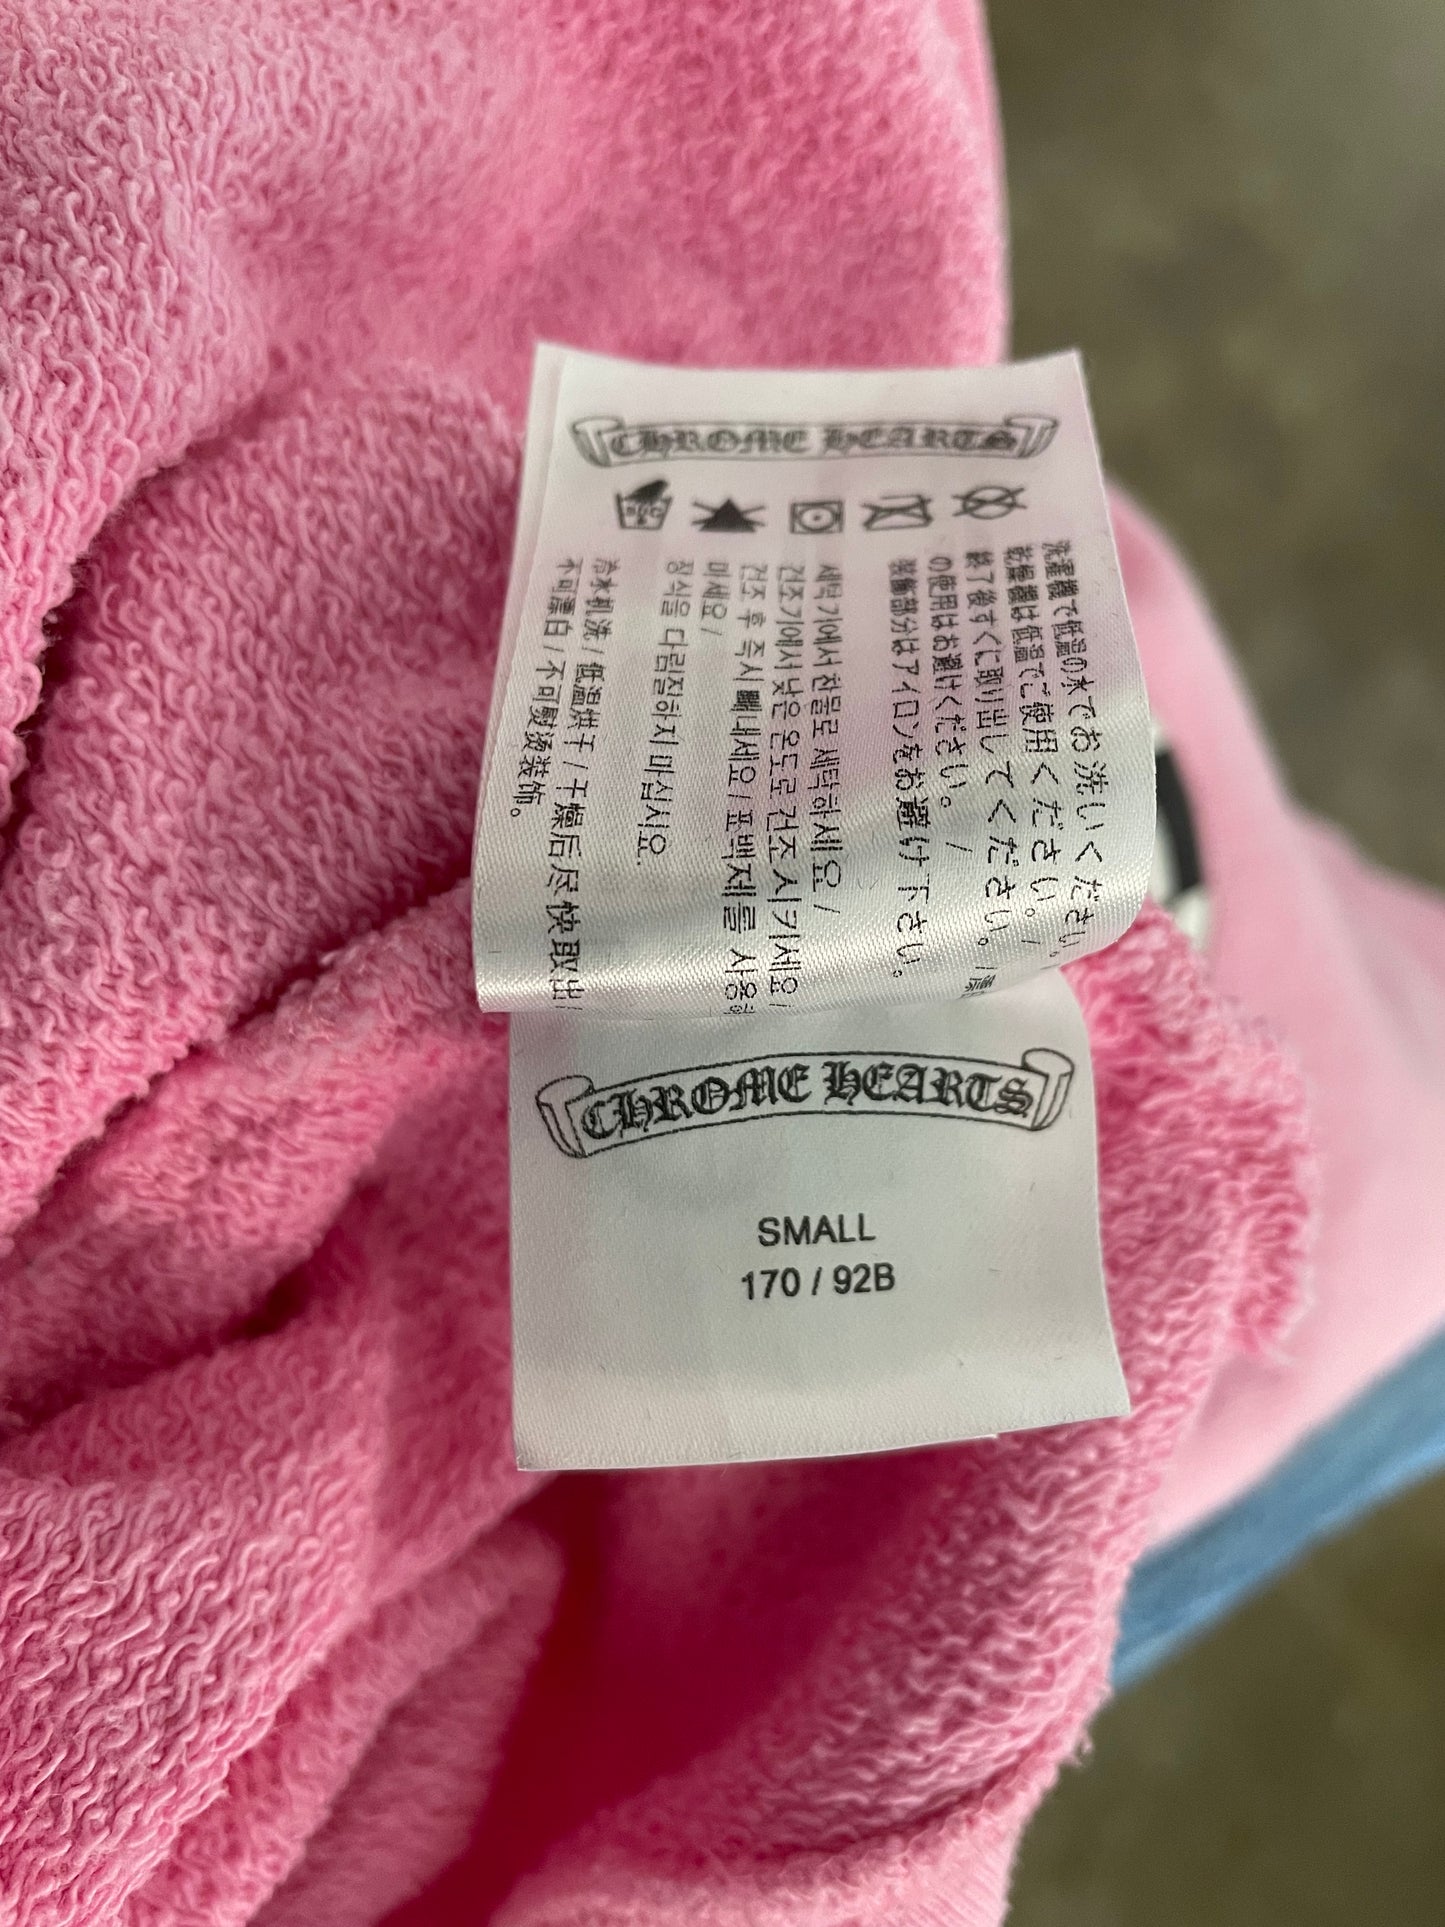 CHROME HEARTS
洗濯機で低温の水でお洗いください。/
乾燥機は低温でご使用ください。/
終了後すぐに取り出してください。/
の使用はお避けください。/
装飾部分はアイロンをお避け下さい。
세탁기에서 찬물로 세탁하세요 /
건조기에서 낮은 온도로 건조시키세요 /
건조 후 즉시 빼내세요 / 표백제를 사용하
마세요 /
장식을 다림질하지 마십시오.
冷水机洗 / 低温烘干 / 干燥后尽快取出 /
不可漂白 / 不可熨烫装饰。
CHROME HEARTS
SMALL
170 / 92B